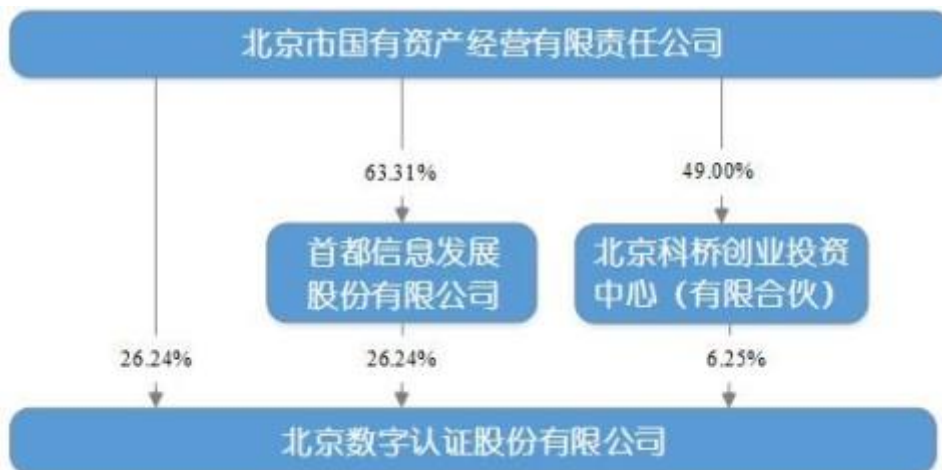 北京市国有资产经营有限责任公司
63.31%
49.00%
首都信息发展
股份有限公司
北京科桥创业投资
中心（有限合伙）
26.24%
26.24%
6.25%
北京数字认证股份有限公司